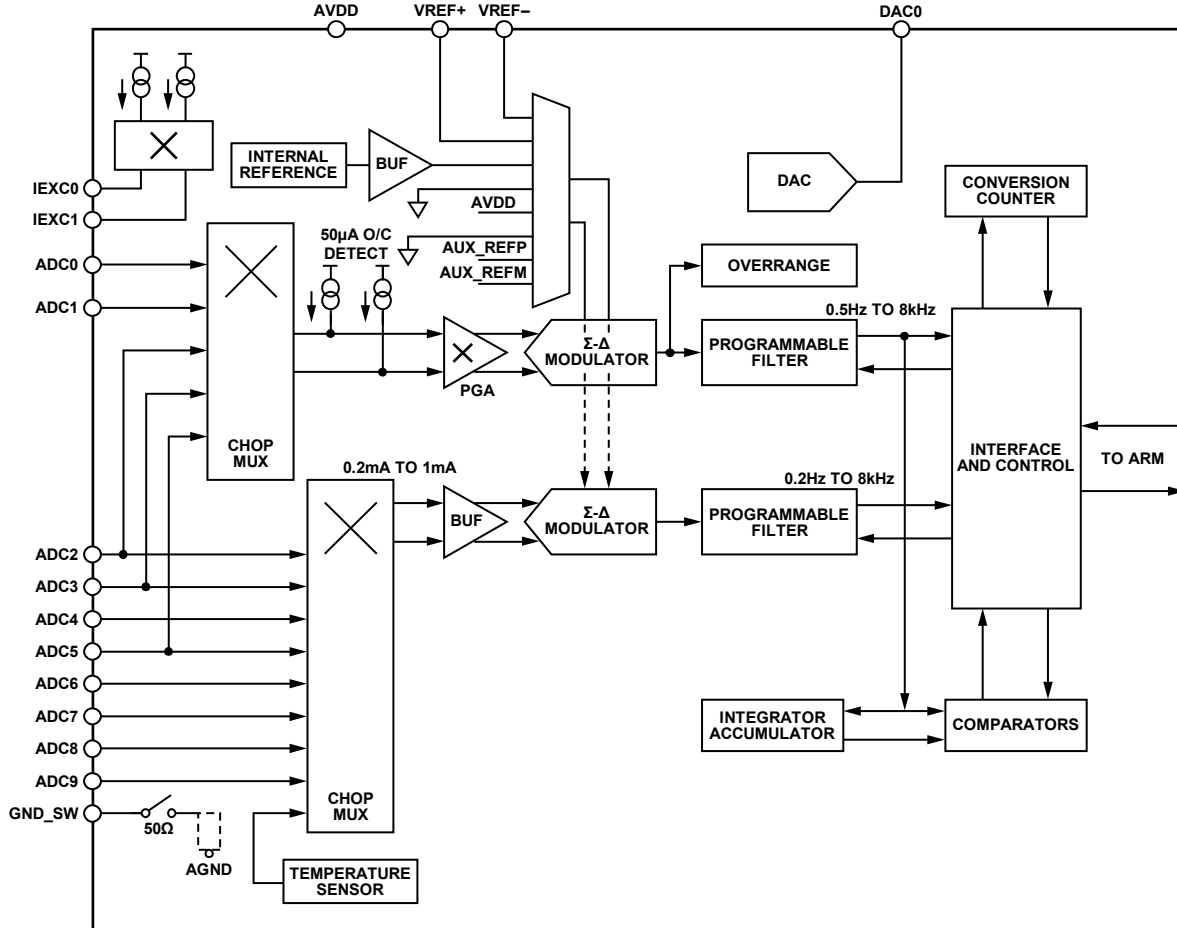 AVDD
VREF+
VREF–
DAC0
IEXC0
IEXC1
ADC0
ADC1
INTERNAL
REFERENCE
BUF
AVDD
50µA O/C
DETECT
AUX_REFP
AUX_REFM
DAC
CONVERSION
COUNTER
OVERRANGE
0.5Hz TO 8kHz
Σ-Δ
MODULATOR
PROGRAMMABLE
FILTER
PGA
CHOP
MUX
INTERFACE
AND CONTROL
TO ARM
0.2mA TO 1mA
0.2Hz TO 8kHz
BUF
Σ-Δ
MODULATOR
PROGRAMMABLE
FILTER
ADC2
ADC3
ADC4
ADC5
ADC6
ADC7
ADC8
ADC9
GND_SW
50Ω
AGND
CHOP
MUX
TEMPERATURE
SENSOR
INTEGRATOR
ACCUMULATOR
COMPARATORS